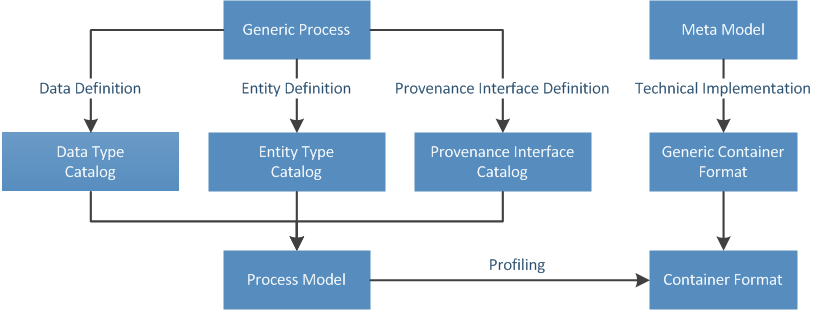 Generic Process
Meta Model
Data Definition
Entity Definition
Provenance Interface Definition
Technical Implementation
Data Type
Catalog
Entity Type
Catalog
Provenance Interface
Catalog
Generic Container
Format
Profiling
Process Model
Container Format